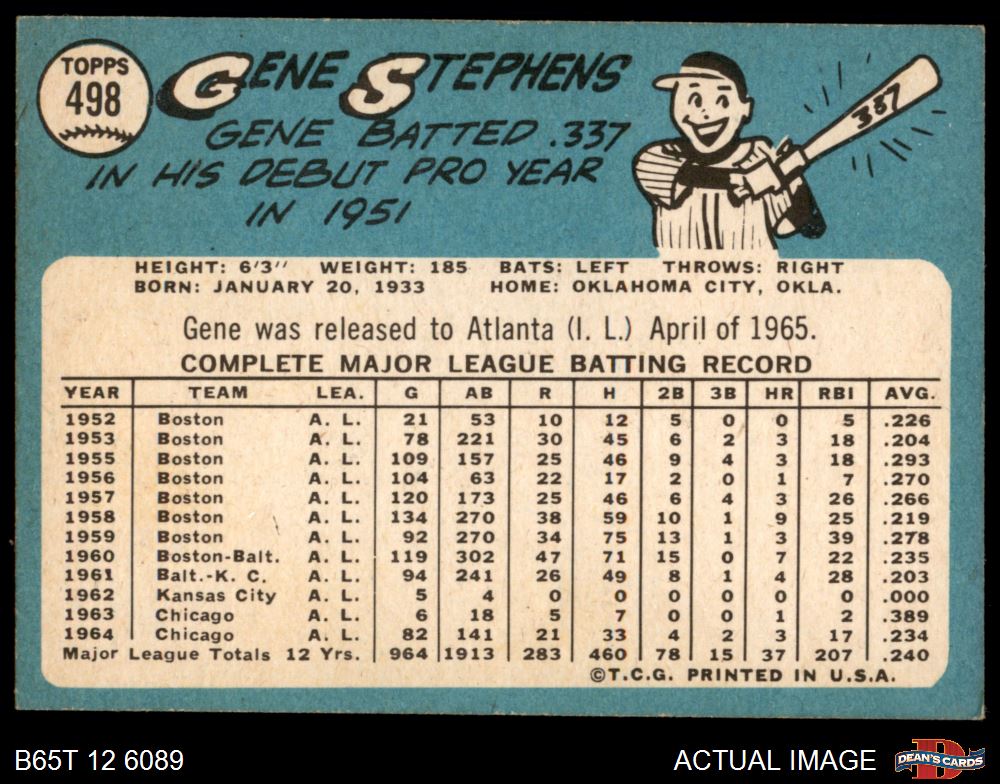 TOPPS
498
GENE STEPHENS
GENE BATTED .337
IN HIS DEBUT PRO YEAR
IN 1951
337
HEIGHT: 6'3" WEIGHT: 185 BATS: LEFT THROWS: RIGHT
BORN: JANUARY 20, 1933 HOME: OKLAHOMA CITY, OKLA.
Gene was released to Atlanta (I. L.) April of 1965.
COMPLETE MAJOR LEAGUE BATTING RECORD
YEAR TEAM LEA. G AB R H 2B 3B HR RBI AVG.
1952 Boston A. L. 21 53 10 12 5 0 0 5 .226
1953 Boston A. L. 78 221 30 45 6 2 3 18 .204
1955 Boston A. L. 109 157 25 46 9 4 3 18 .293
1956 Boston A. L. 104 63 22 17 2 0 1 7 .270
1957 Boston A. L. 120 173 25 46 6 4 3 26 .266
1958 Boston A. L. 134 270 38 59 10 1 9 25 .219
1959 Boston A. L. 92 270 34 75 13 1 3 39 .278
1960 Boston-Balt. A. L. 119 302 47 71 15 0 7 22 .235
1961 Balt.-K. C. A. L. 94 241 26 49 8 1 4 28 .203
1962 Kansas City A. L. 5 4 0 0 0 0 0 0 .000
1963 Chicago A. L. 6 18 5 7 0 0 1 2 .389
1964 Chicago A. L. 82 141 21 33 4 2 3 17 .234
Major League Totals 12 Yrs. 964 1913 283 460 78 15 37 207 .240
©T.C.G. PRINTED IN U.S.A.
B65T 12 6089 ACTUAL IMAGE
D
DEAN'S CARDS